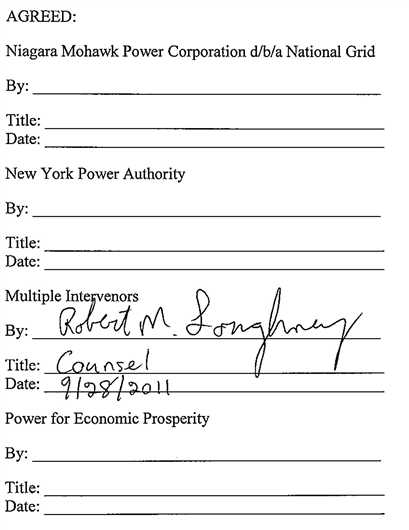 AGREED:
Niagara Mohawk Power Corporation d/b/a National Grid
By:
Title:
Date:
New York Power Authority
By:
Title:
Date:
Multiple Intervenors
By: Robert M. Loughney
Title: Counsel
Date: 9/28/2011
Power for Economic Prosperity
By:
Title:
Date: